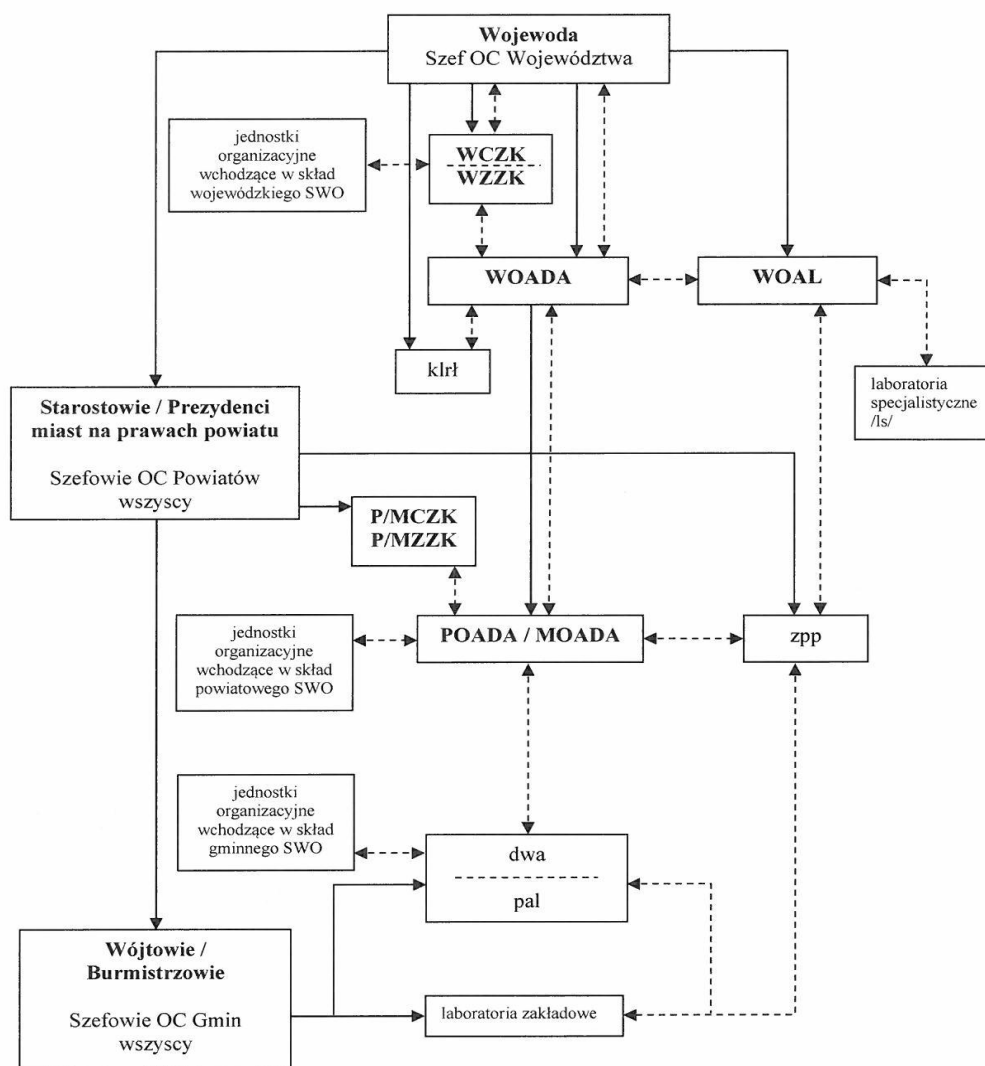 Wojewoda
Szef OC Województwa
jednostki
organizacyjne
wchodzące w skład
wojewódzkiego SWO
WCZK
WZZK
WOADA
WOAL
klrł
laboratoria
specjalistyczne
/ls/
Starostowie / Prezydenci
miast na prawach powiatu
Szefowie OC Powiatów
wszyscy
P/MCZK
P/MZZK
jednostki
organizacyjne
wchodzące w skład
powiatowego SWO
POADA / MOADA
zpp
jednostki
organizacyjne
wchodzące w skład
gminnego SWO
dwa
pal
Wójtowie /
Burmistrzowie
Szefowie OC Gmin
wszyscy
laboratoria zakładowe